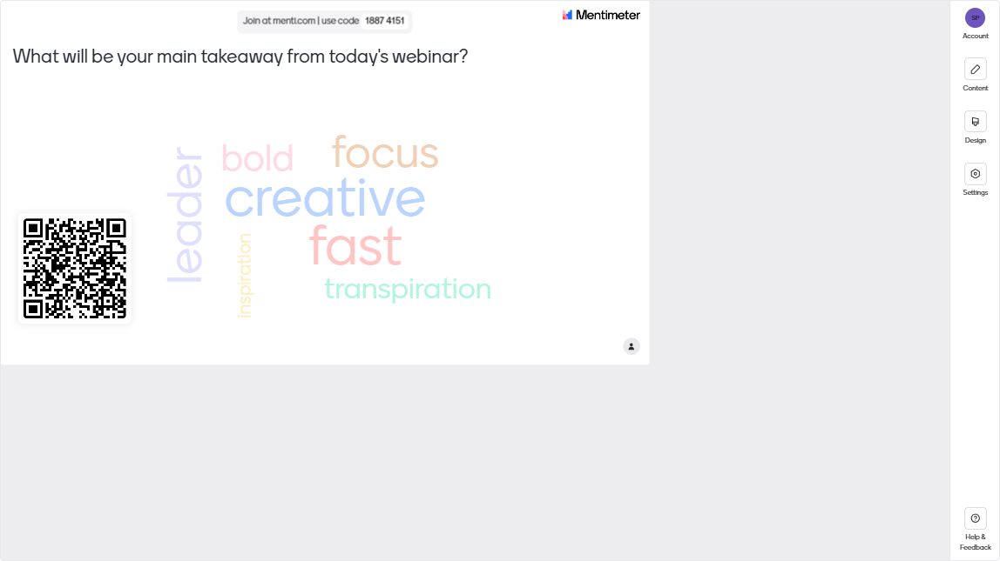 Join at menti.com | use code 1887 4151
Mentimeter
What will be your main takeaway from today's webinar?
leader
bold
focus
creative
fast
Inspiration
transpiration
SP
Account
Content
Design
Settings
Help &
Feedback